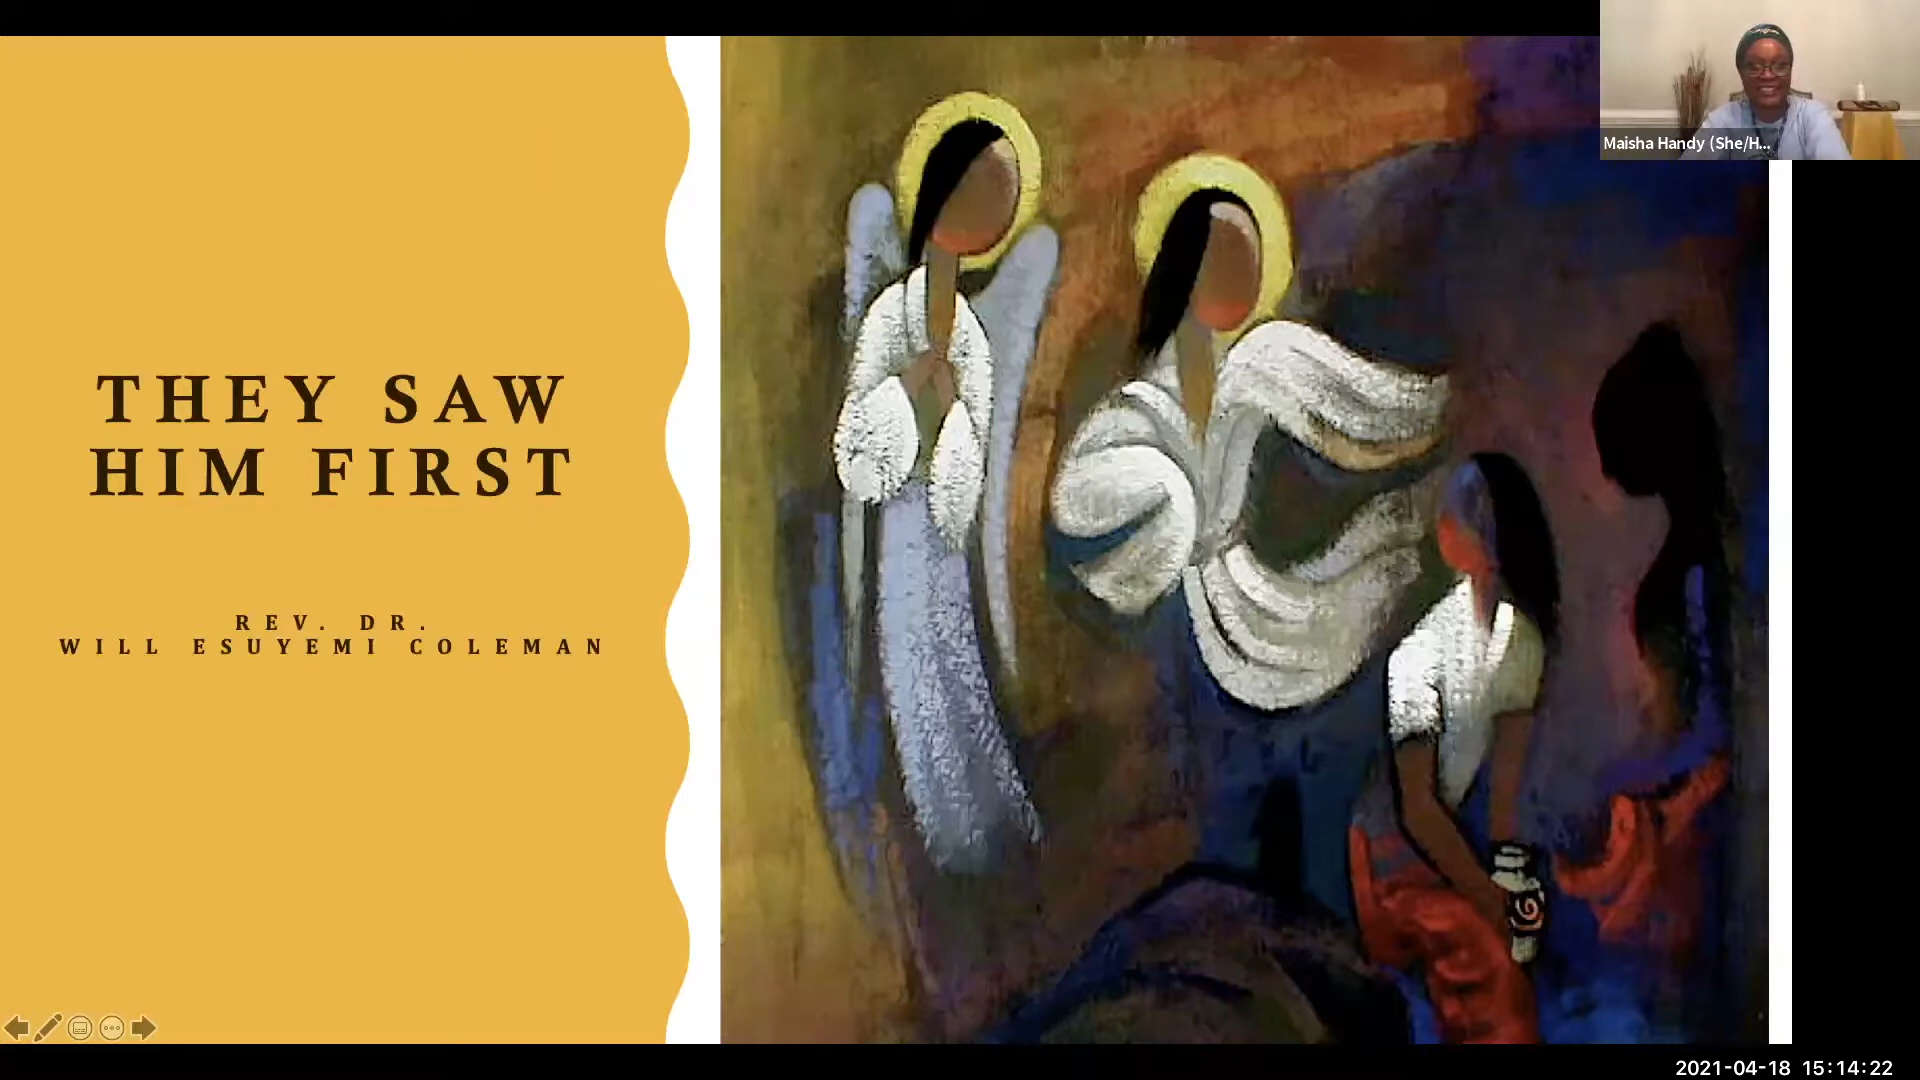 THEY SAW
HIM FIRST
REV. DR.
WILL ESUYEMI COLEMAN
Maisha Handy (She/H...
2021-04-18 15:14:22